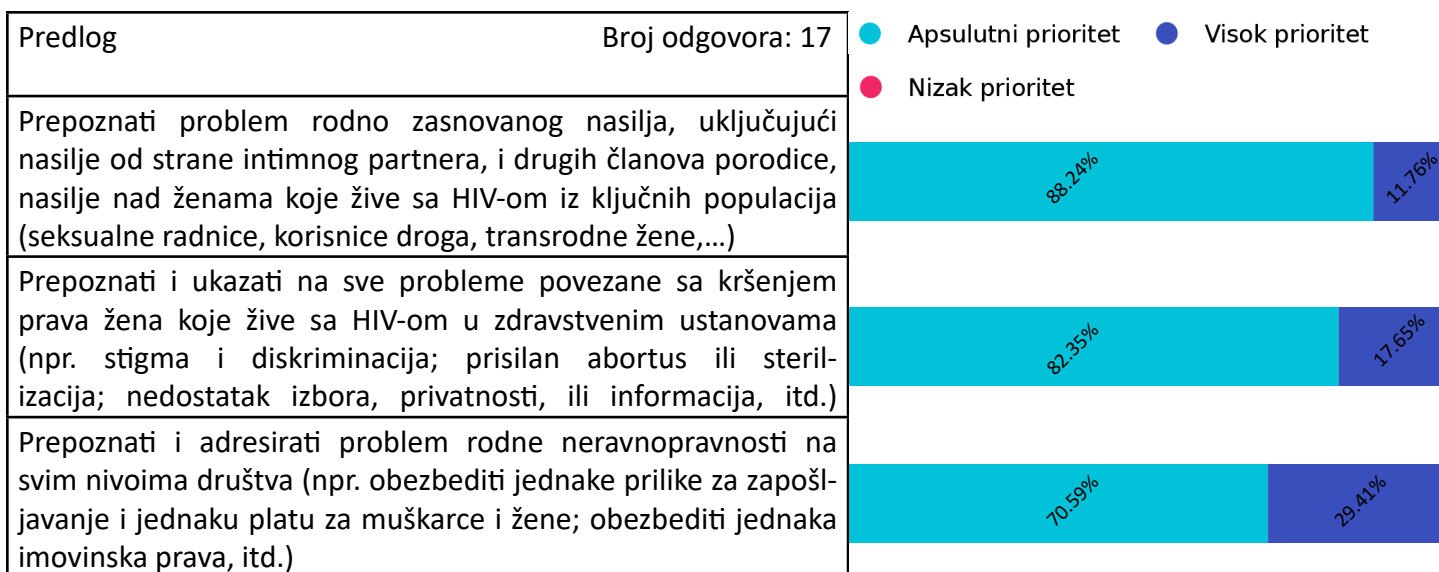 Predlog Broj odgovora: 17
Apsulutni prioritet Visok prioritet
Nizak prioritet
Prepoznati problem rodno zasnovanog nasilja, uključujući
nasilje od strane intimnog partnera, i drugih članova porodice,
nasilje nad ženama koje žive sa HIV-om iz ključnih populacija
(seksualne radnice, korisnice droga, transrodne žene,...)
88.24% 11.76%
Prepoznati i ukazati na sve probleme povezane sa kršenjem
prava žena koje žive sa HIV-om u zdravstvenim ustanovama
(npr. stigma i diskriminacija; prisilan abortus ili steril-
izacija; nedostatak izbora, privatnosti, ili informacija, itd.)
82.35% 17.65%
Prepoznati i adresirati problem rodne neravnopravnosti na
svim nivoima društva (npr. obezbediti jednake prilike za zapošl-
javanje i jednaku platu za muškarce i žene; obezbediti jednaka
imovinska prava, itd.)
70.59% 29.41%